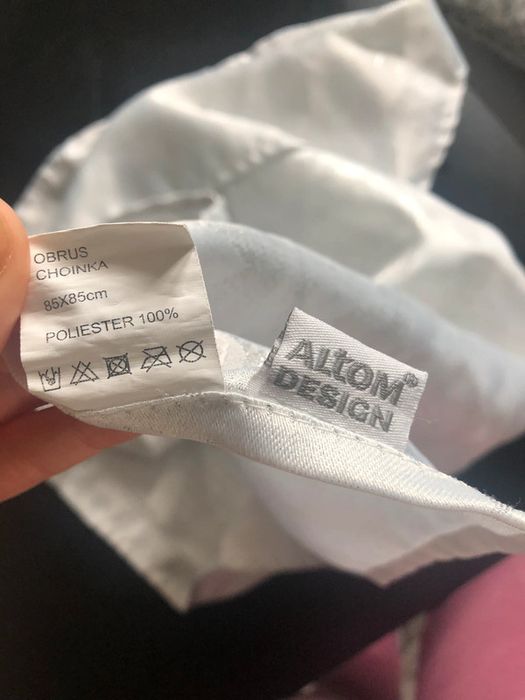 OBRUS
CHOINKA
85X85cm
POLIESTER 100%
ALTOM®
DESIGN